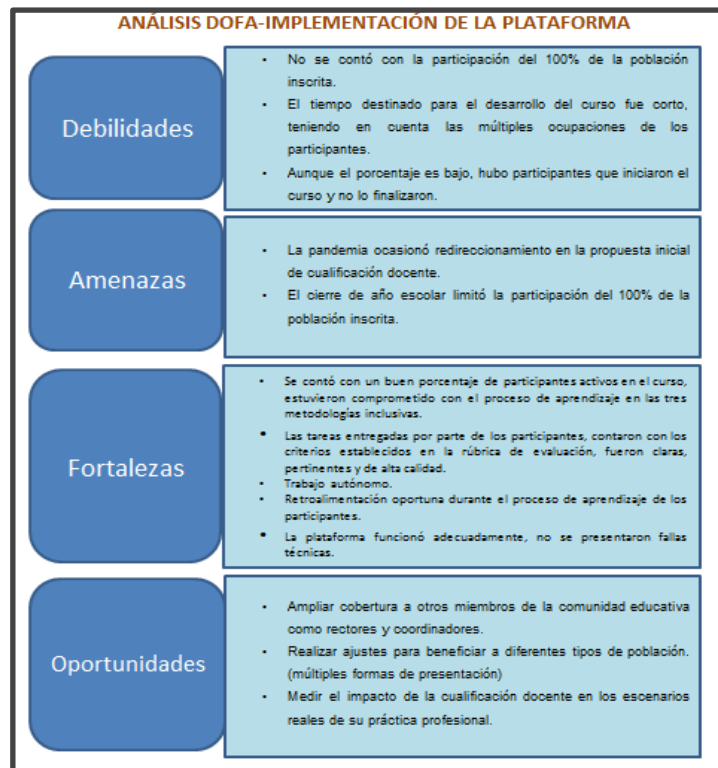 ANÁLISIS DOFA-IMPLEMENTACIÓN DE LA PLATAFORMA
Debilidades
• No se contó con la participación del 100% de la población
inscrita.
• El tiempo destinado para el desarrollo del curso fue corto,
teniendo en cuenta las múltiples ocupaciones de los
participantes.
• Aunque el porcentaje es bajo, hubo participantes que iniciaron el
curso y no lo finalizaron.
Amenazas
• La pandemia ocasionó redireccionamiento en la propuesta inicial
de cualificación docente.
• El cierre de año escolar limitó la participación del 100% de la
población inscrita.
Fortalezas
• Se contó con un buen porcentaje de participantes activos en el curso,
estuvieron comprometido con el proceso de aprendizaje en las tres
metodologías inclusivas.
• Las tareas entregadas por parte de los participantes, contaron con los
criterios establecidos en la rúbrica de evaluación, fueron claras,
pertinentes y de alta calidad.
• Trabajo autónomo.
• Retroalimentación oportuna durante el proceso de aprendizaje de los
participantes.
• La plataforma funcionó adecuadamente, no se presentaron fallas
técnicas.
Oportunidades
• Ampliar cobertura a otros miembros de la comunidad educativa
como rectores y coordinadores.
• Realizar ajustes para beneficiar a diferentes tipos de población.
(múltiples formas de presentación)
• Medir el impacto de la cualificación docente en los escenarios
reales de su práctica profesional.